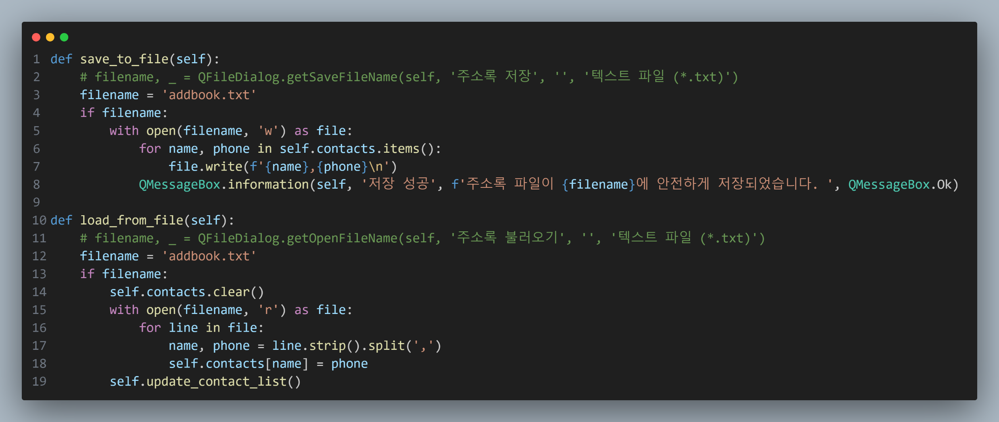 1 def save_to_file(self):
2     # filename, _ = QFileDialog.getSaveFileName(self, '주소록 저장', '', '텍스트 파일 (*.txt)')
3     filename = 'addbook.txt'
4     if filename:
5         with open(filename, 'w') as file:
6             for name, phone in self.contacts.items():
7                 file.write(f'{name},{phone}\n')
8             QMessageBox.information(self, '저장 성공', f'주소록 파일이 {filename}에 안전하게 저장되었습니다. ', QMessageBox.Ok)
9
10 def load_from_file(self):
11     # filename, _ = QFileDialog.getOpenFileName(self, '주소록 불러오기', '', '텍스트 파일 (*.txt)')
12     filename = 'addbook.txt'
13     if filename:
14         self.contacts.clear()
15         with open(filename, 'r') as file:
16             for line in file:
17                 name, phone = line.strip().split(',')
18                 self.contacts[name] = phone
19         self.update_contact_list()